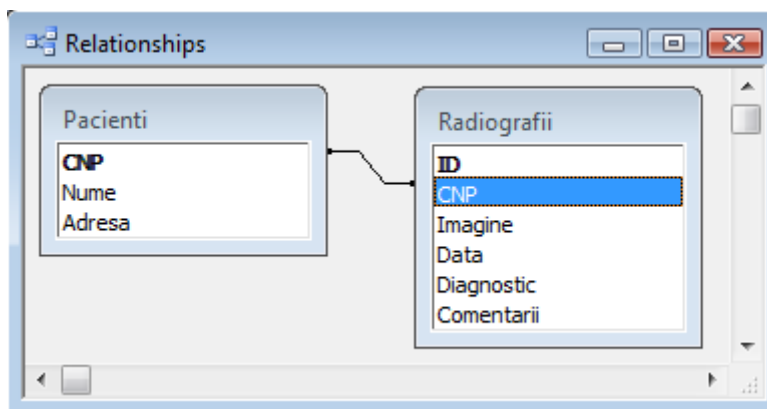 Relationships
Pacienti
CNP
Nume
Adresa
Radiografii
ID
CNP
Imagine
Data
Diagnostic
Comentarii